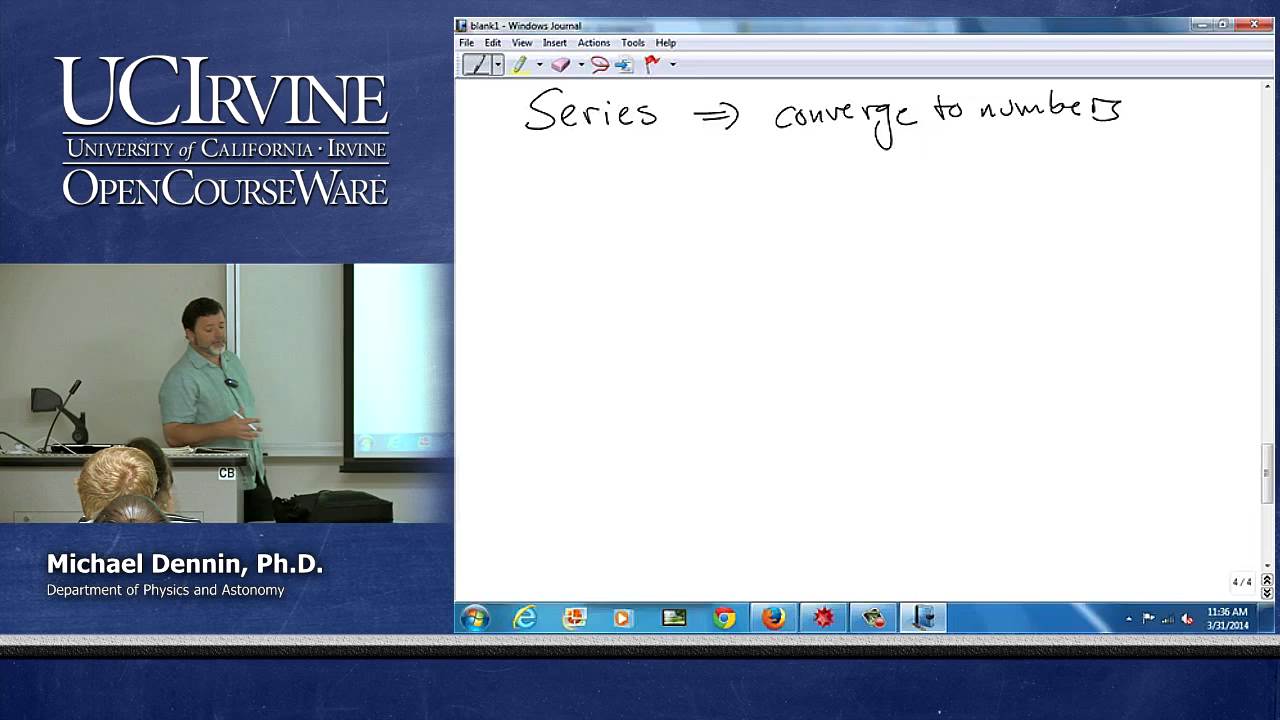 UCIRVINE
UNIVERSITY of CALIFORNIA · IRVINE
OPENCOURSEWARE
CB
Michael Dennin, Ph.D.
Department of Physics and Astonomy
blank1 - Windows Journal
File Edit View Insert Actions Tools Help
Series ⇒ converge to numbers
4 / 4
11:36 AM
3/31/2014